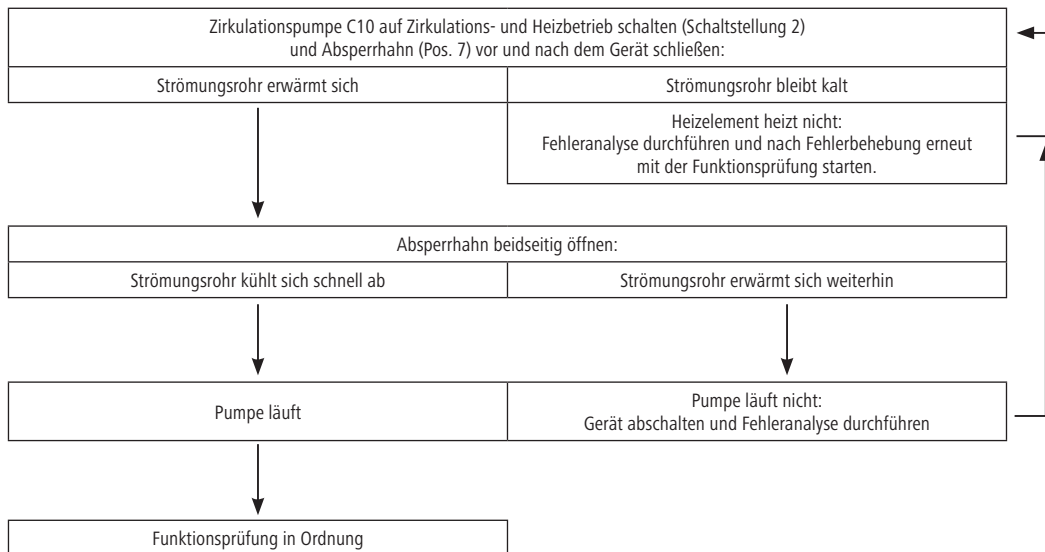 Zirkulationspumpe C10 auf Zirkulations- und Heizbetrieb schalten (Schaltstellung 2)
und Absperrhahn (Pos. 7) vor und nach dem Gerät schließen:
Strömungsrohr erwärmt sich
Strömungsrohr bleibt kalt
Heizelement heizt nicht:
Fehleranalyse durchführen und nach Fehlerbehebung erneut
mit der Funktionsprüfung starten.
Absperrhahn beidseitig öffnen:
Strömungsrohr kühlt sich schnell ab
Strömungsrohr erwärmt sich weiterhin
Pumpe läuft
Pumpe läuft nicht:
Gerät abschalten und Fehleranalyse durchführen
Funktionsprüfung in Ordnung